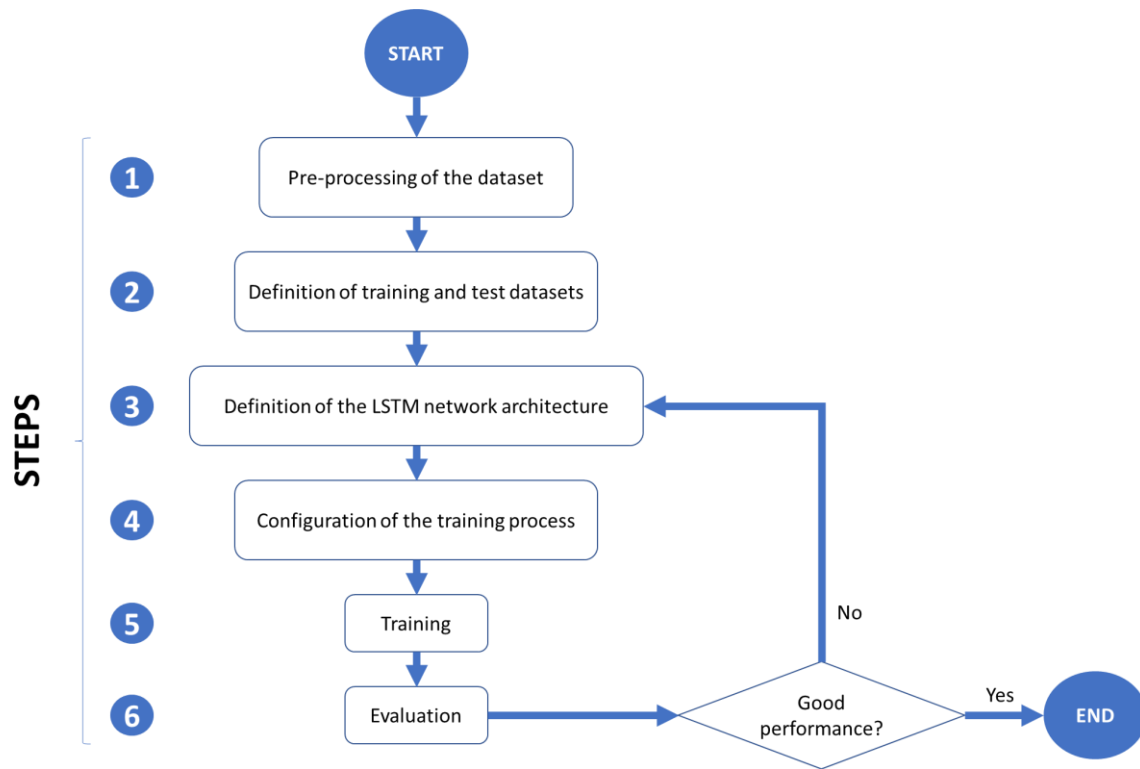 START
STEPS
1
Pre-processing of the dataset
2
Definition of training and test datasets
3
Definition of the LSTM network architecture
4
Configuration of the training process
5
Training
No
6
Evaluation
Good
performance?
Yes
END